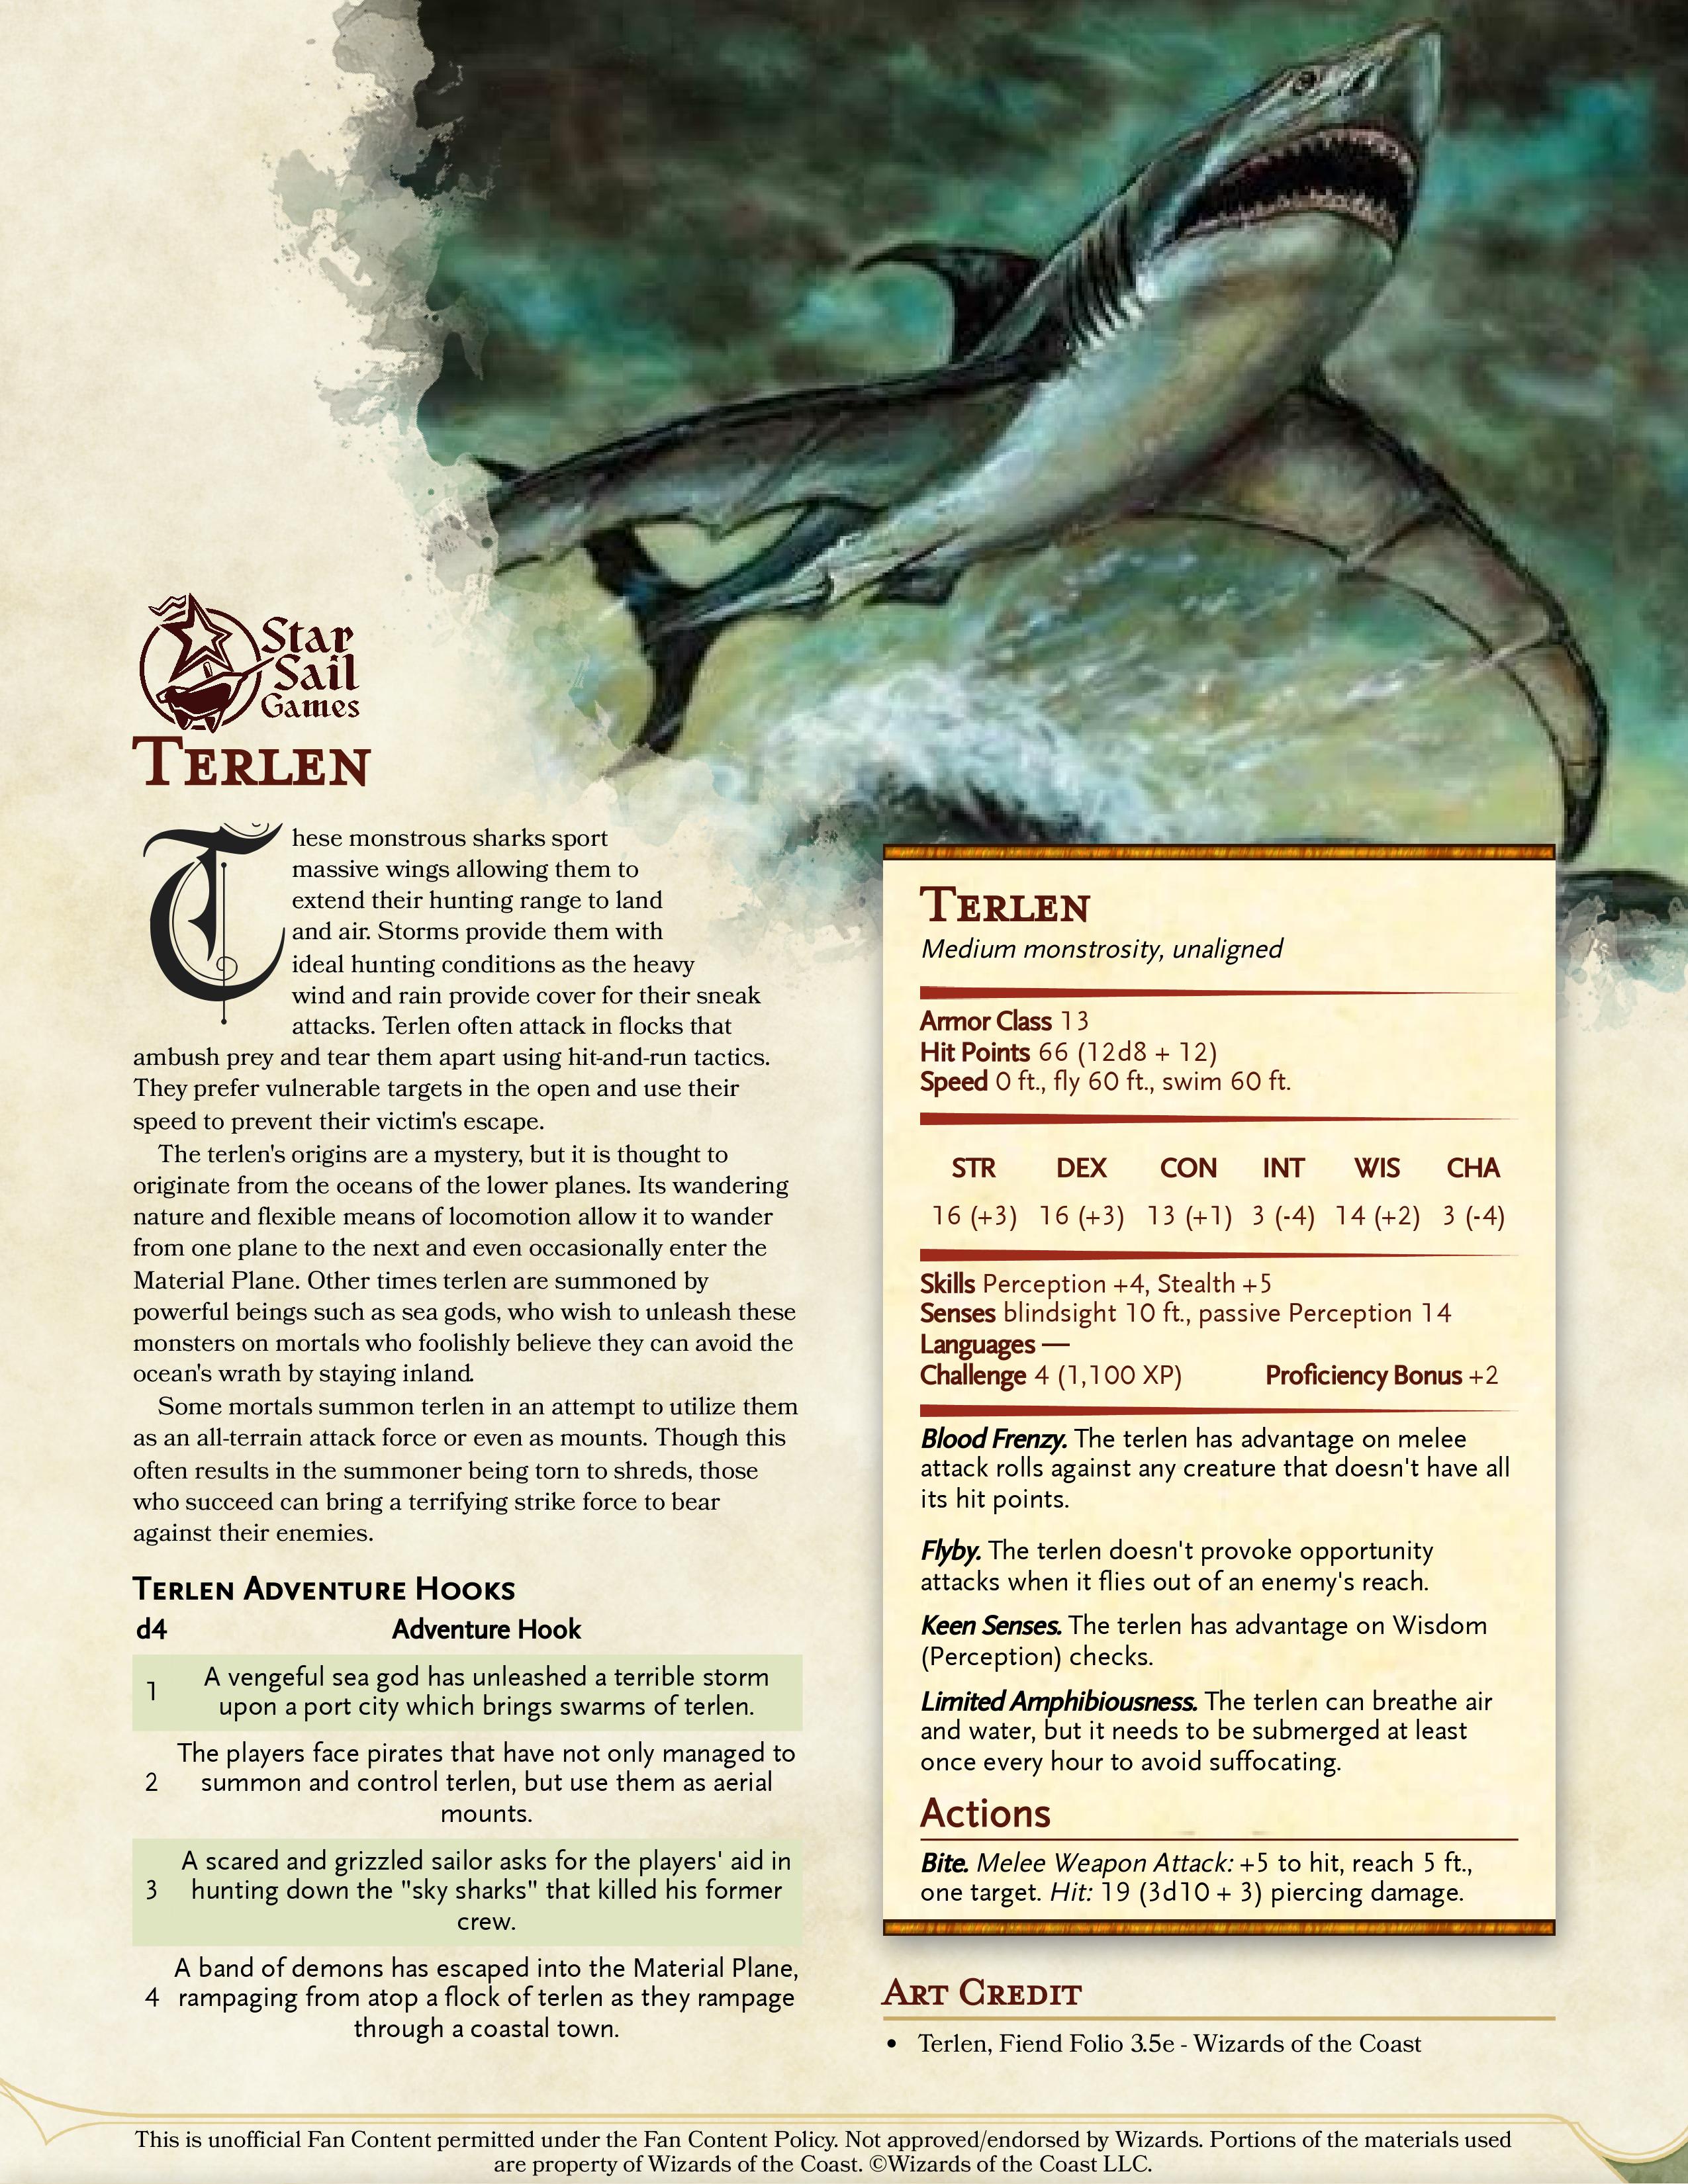 Star
Sail
Games
Terlen
These monstrous sharks sport
massive wings allowing them to
extend their hunting range to land
and air. Storms provide them with
ideal hunting conditions as the heavy
wind and rain provide cover for their sneak
attacks. Terlen often attack in flocks that
ambush prey and tear them apart using hit-and-run tactics.
They prefer vulnerable targets in the open and use their
speed to prevent their victim's escape.
The terlen's origins are a mystery, but it is thought to
originate from the oceans of the lower planes. Its wandering
nature and flexible means of locomotion allow it to wander
from one plane to the next and even occasionally enter the
Material Plane. Other times terlen are summoned by
powerful beings such as sea gods, who wish to unleash these
monsters on mortals who foolishly believe they can avoid the
ocean's wrath by staying inland.
Some mortals summon terlen in an attempt to utilize them
as an all-terrain attack force or even as mounts. Though this
often results in the summoner being torn to shreds, those
who succeed can bring a terrifying strike force to bear
against their enemies.
Terlen Adventure Hooks
d4 Adventure Hook
1 A vengeful sea god has unleashed a terrible storm
upon a port city which brings swarms of terlen.
The players face pirates that have not only managed to
2 summon and control terlen, but use them as aerial
mounts.
A scared and grizzled sailor asks for the players' aid in
3 hunting down the "sky sharks" that killed his former
crew.
A band of demons has escaped into the Material Plane,
4 rampaging from atop a flock of terlen as they rampage
through a coastal town.
Terlen
Medium monstrosity, unaligned
Armor Class 13
Hit Points 66 (12d8 + 12)
Speed 0 ft., fly 60 ft., swim 60 ft.
STR DEX CON INT WIS CHA
16 (+3) 16 (+3) 13 (+1) 3 (-4) 14 (+2) 3 (-4)
Skills Perception +4, Stealth +5
Senses blindsight 10 ft., passive Perception 14
Languages —
Challenge 4 (1,100 XP) Proficiency Bonus +2
Blood Frenzy. The terlen has advantage on melee
attack rolls against any creature that doesn't have all
its hit points.
Flyby. The terlen doesn't provoke opportunity
attacks when it flies out of an enemy's reach.
Keen Senses. The terlen has advantage on Wisdom
(Perception) checks.
Limited Amphibiousness. The terlen can breathe air
and water, but it needs to be submerged at least
once every hour to avoid suffocating.
Actions
Bite. Melee Weapon Attack: +5 to hit, reach 5 ft.,
one target. Hit: 19 (3d10 + 3) piercing damage.
Art Credit
• Terlen, Fiend Folio 3.5e - Wizards of the Coast
This is unofficial Fan Content permitted under the Fan Content Policy. Not approved/endorsed by Wizards. Portions of the materials used
are property of Wizards of the Coast. ©Wizards of the Coast LLC.